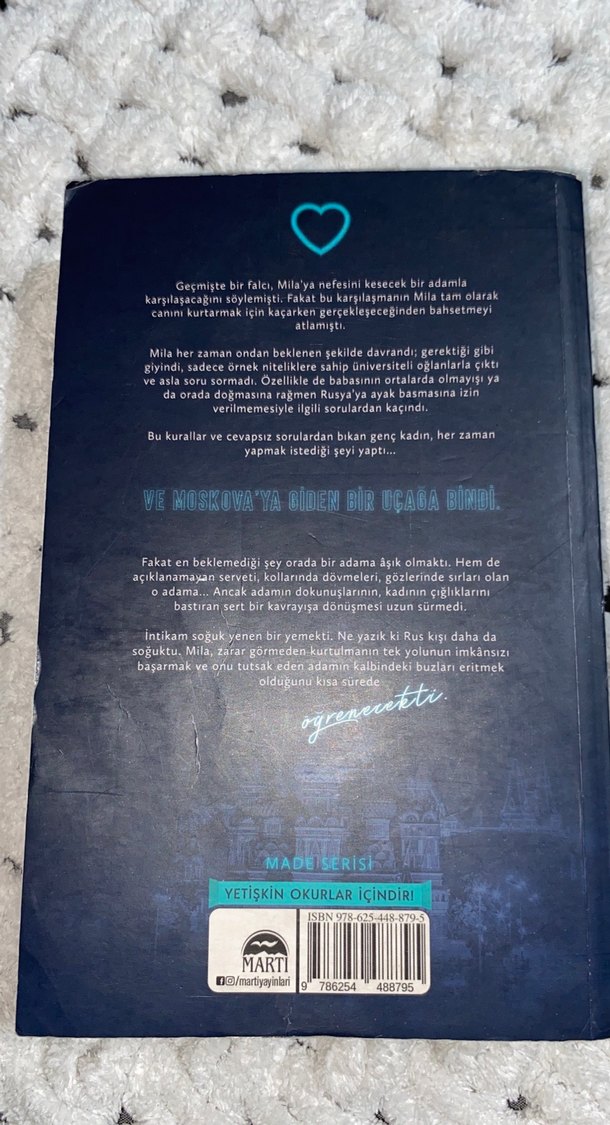 Geçmişte bir falcı, Mila'ya nefesini kesecek bir adamla
karşılaşacağını söylemişti. Fakat bu karşılaşmanın Mila tam olarak
canını kurtarmak için kaçarken gerçekleşeceğinden bahsetmeyi
atlamıştı.
Mila her zaman ondan beklenen şekilde davrandı; gerektiği gibi
giyindi, sadece örnek niteliklere sahip üniversiteli oğlanlarla çıktı
ve asla soru sormadı. Özellikle de babasının ortalarda olmayışı ya
da orada doğmasına rağmen Rusya'ya ayak basmasına izin
verilmemesiyle ilgili sorulardan kaçındı.
Bu kurallar ve cevapsız sorulardan bıkan genç kadın, her zaman
yapmak istediği şeyi yaptı...
VE MOSKOVA'YA GİDEN BİR UÇAĞA BİNDİ.
Fakat en beklemediği şey orada bir adama âşık olmaktı. Hem de
açıklanamayan serveti, kollarında dövmeleri, gözlerinde sırları olan
o adama... Ancak adamın dokunuşlarının, kadının çığlıklarını
bastıran sert bir kavrayışa dönüşmesi uzun sürmedi.
İntikam soğuk yenen bir yemekti. Ne yazık ki Rus kışı daha da
soğuktu. Mila, zarar görmeden kurtulmanın tek yolunun imkânsızı
başarmak ve onu tutsak eden adamın kalbindeki buzları eritmek
olduğunu kısa sürede
öğrenecekti.
MADE SERİSİ
YETİŞKİN OKURLAR İÇİNDİR!
ISBN 978-625-448-879-5
MARTI
/martiyayinlari
9 786254 488795